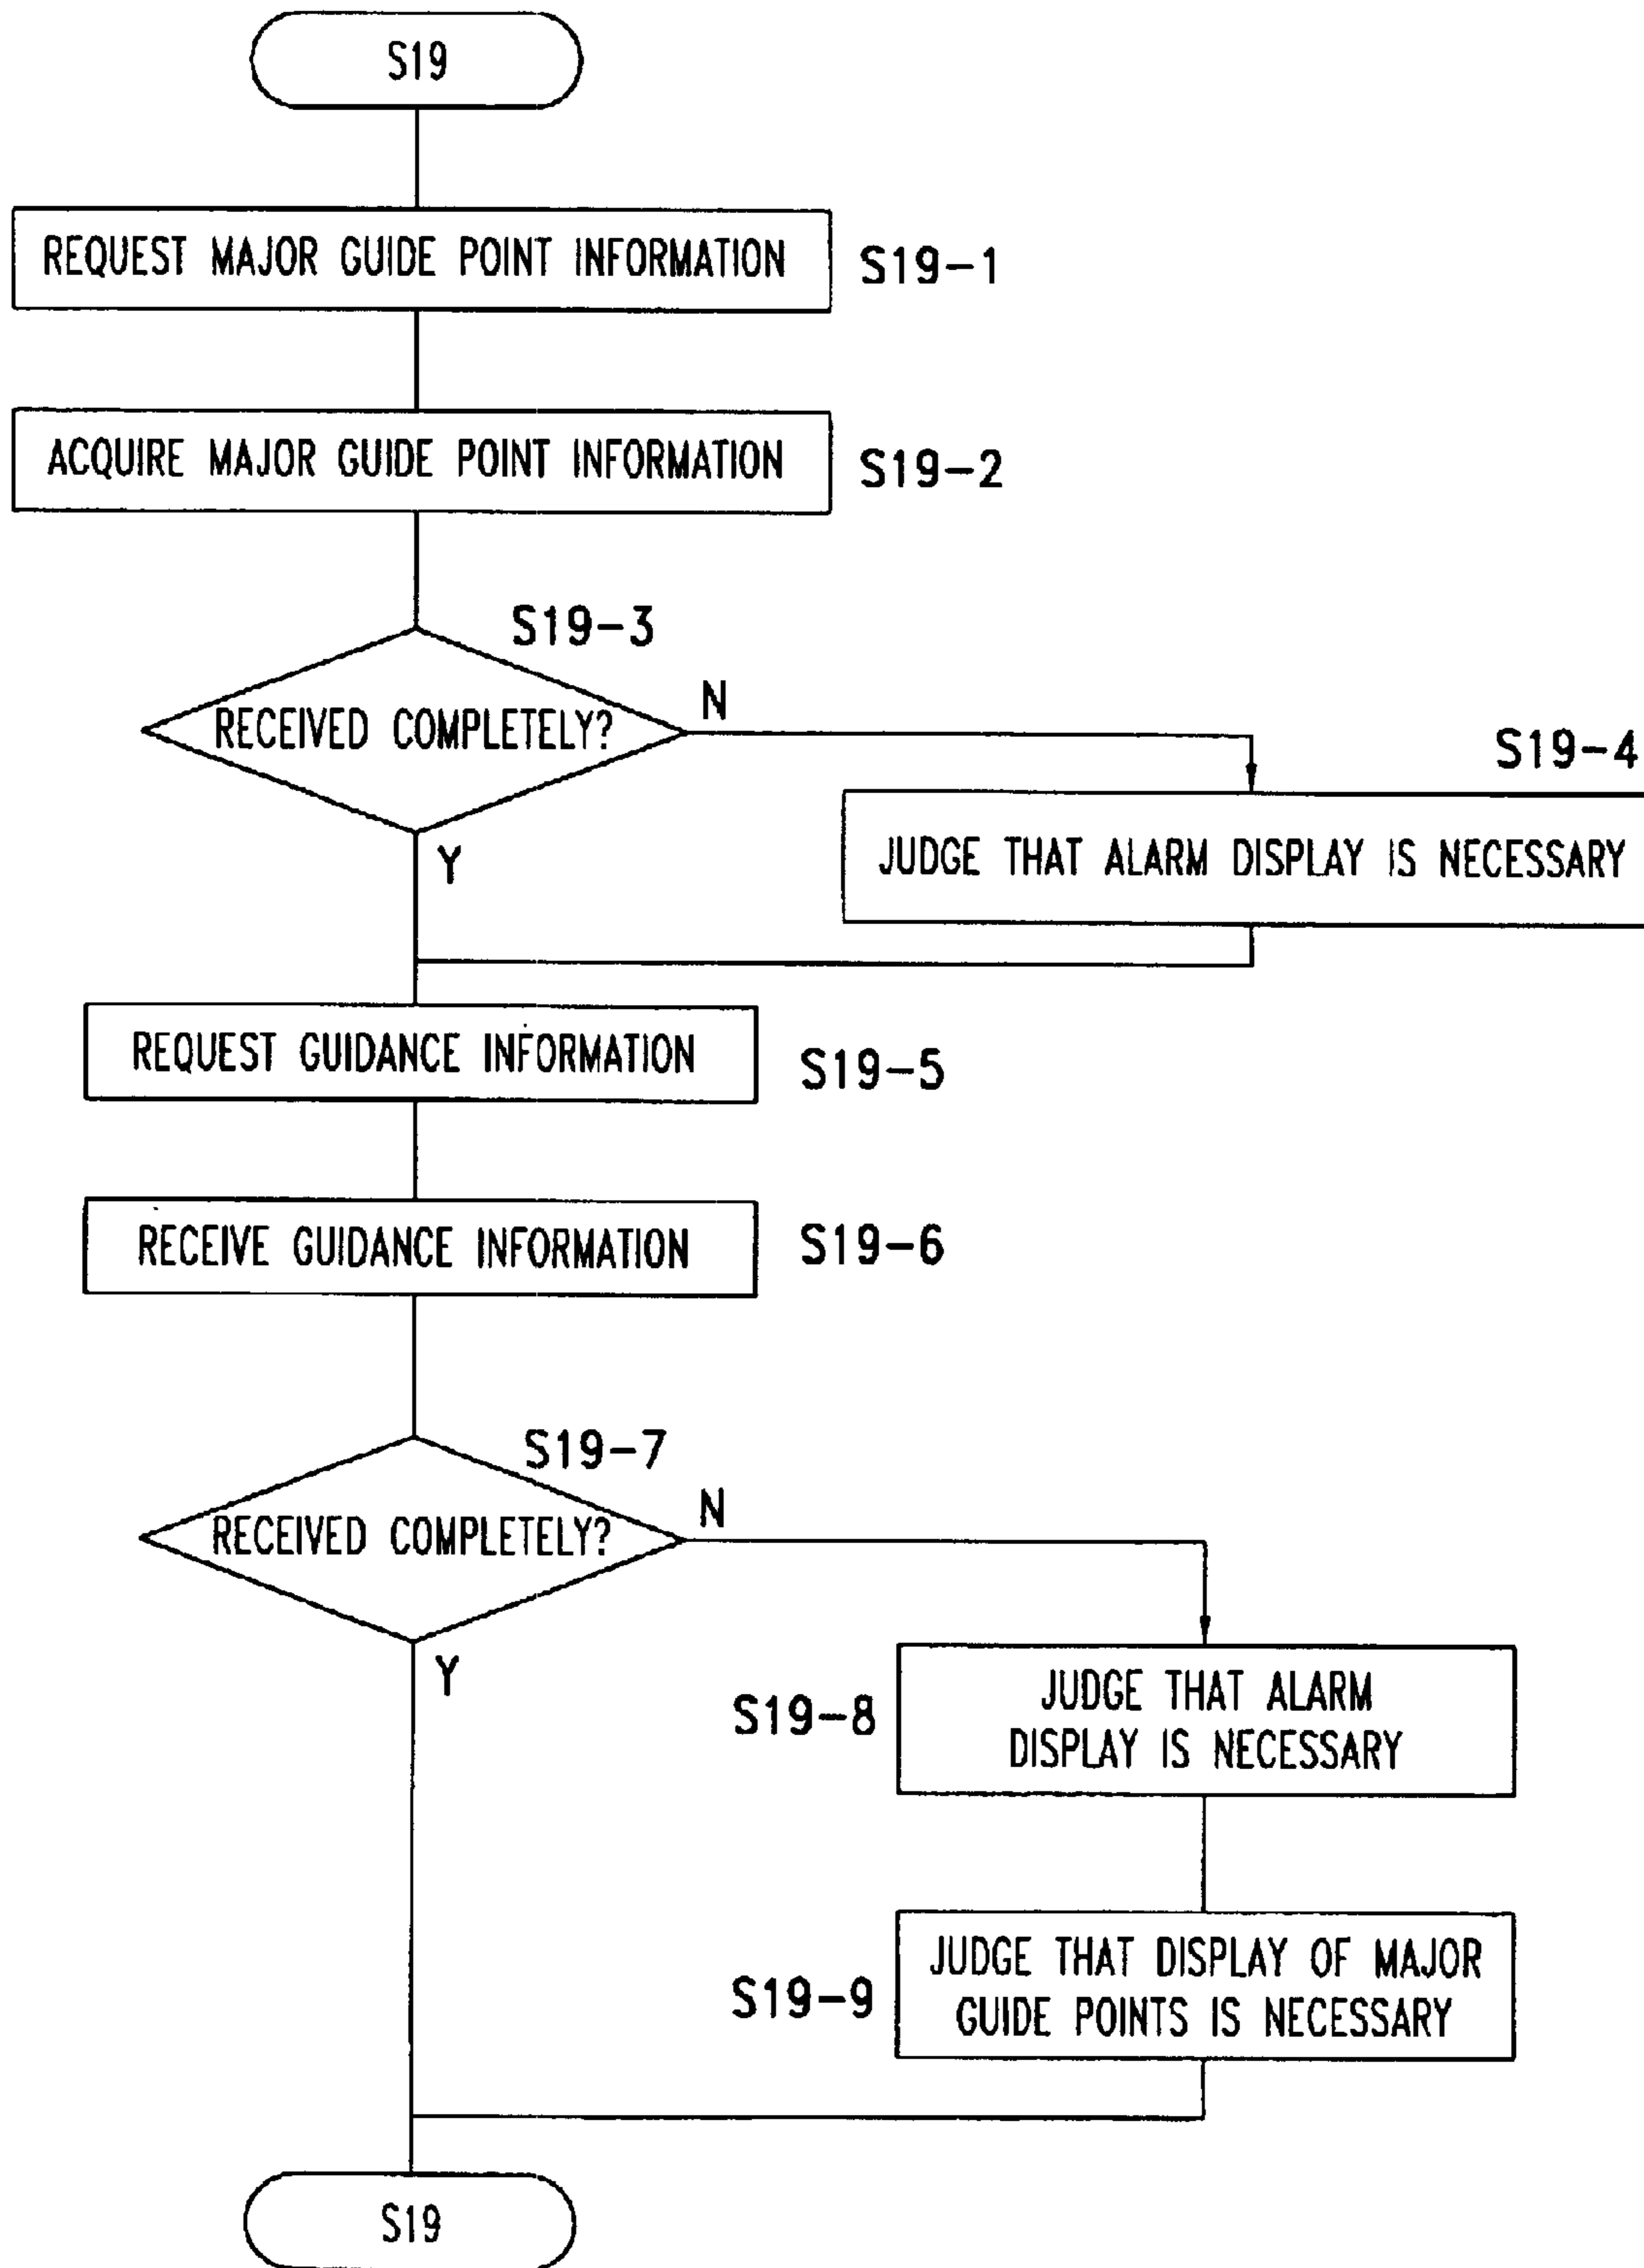 S19
REQUEST MAJOR GUIDE POINT INFORMATION
S19-1
ACQUIRE MAJOR GUIDE POINT INFORMATION
S19-2
S19-3
RECEIVED COMPLETELY?
N
Y
S19-4
JUDGE THAT ALARM DISPLAY IS NECESSARY
REQUEST GUIDANCE INFORMATION
S19-5
RECEIVE GUIDANCE INFORMATION
S19-6
S19-7
RECEIVED COMPLETELY?
N
Y
S19-8
JUDGE THAT ALARM
DISPLAY IS NECESSARY
S19-9
JUDGE THAT DISPLAY OF MAJOR
GUIDE POINTS IS NECESSARY
S19